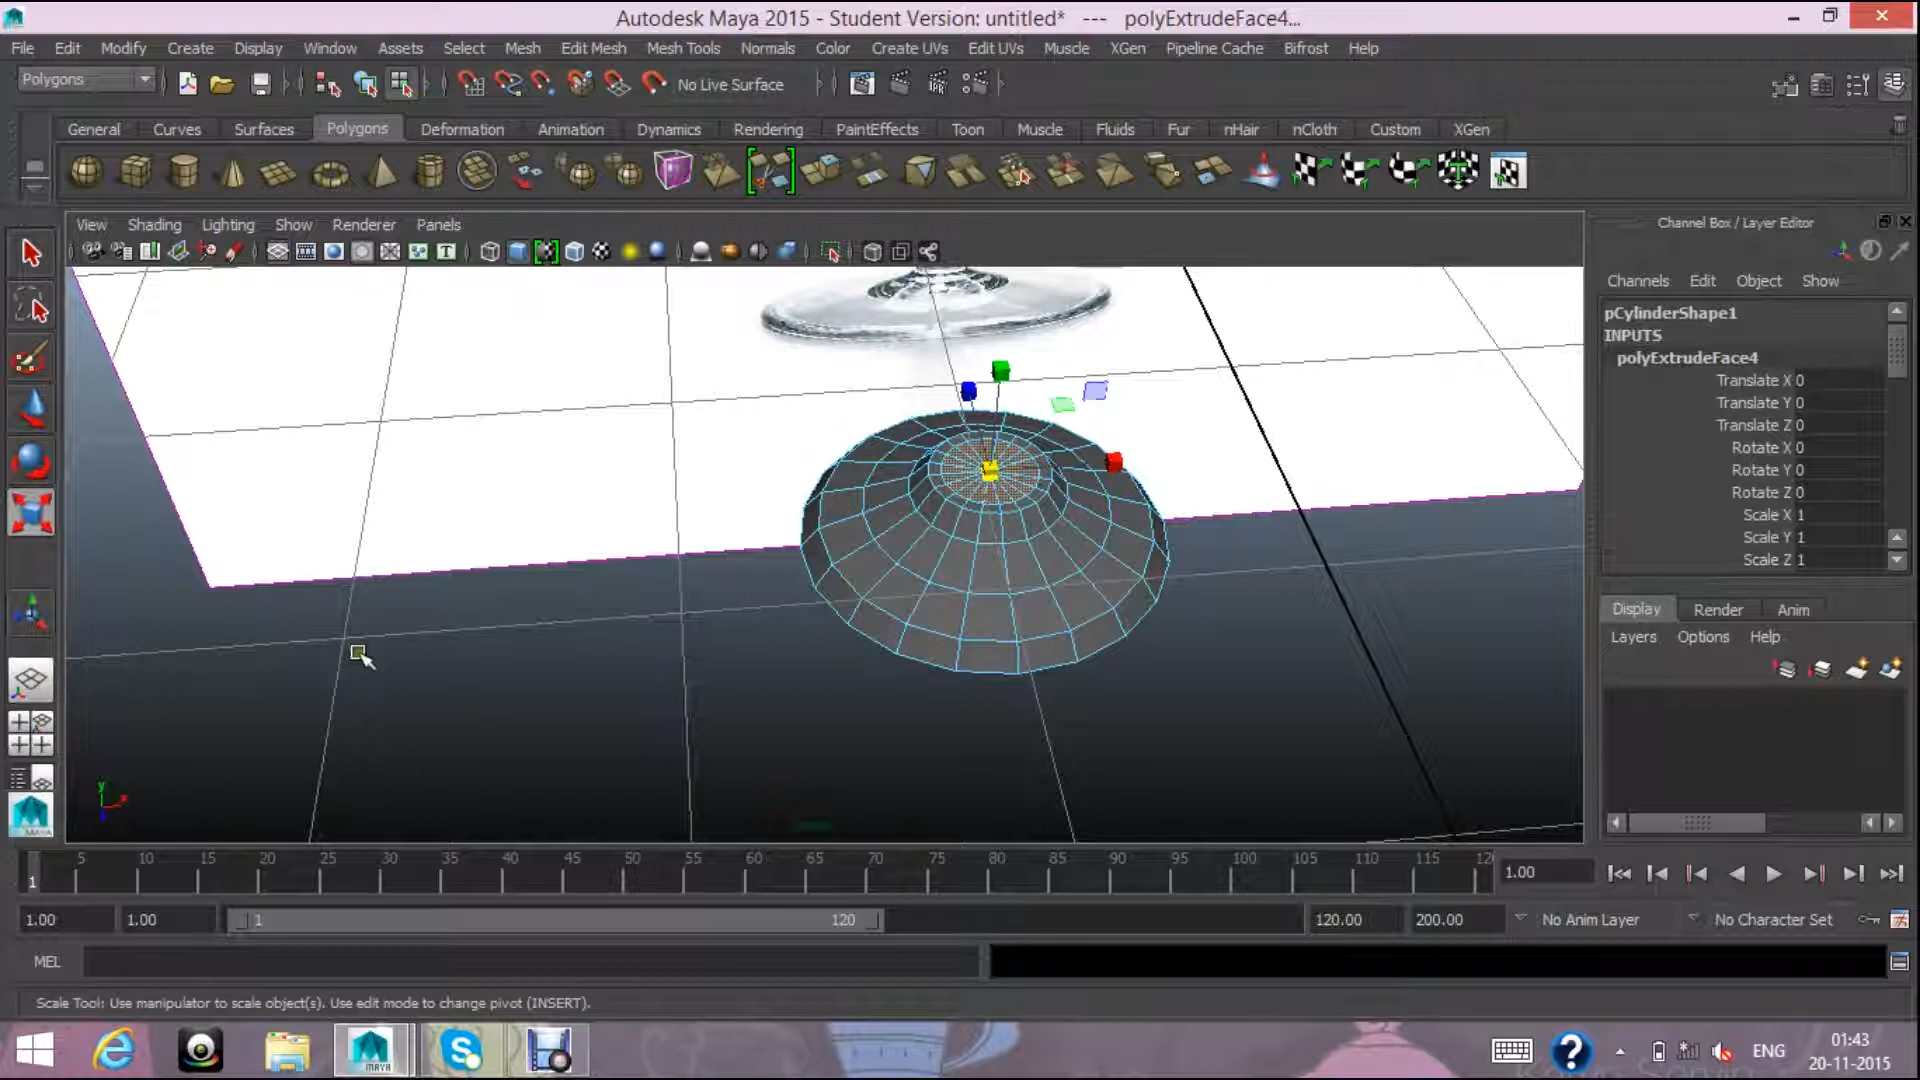 Autodesk Maya 2015 - Student Version: untitled* --- polyExtrudeFace4...
File Edit Modify Create Display Window Assets Select Mesh Edit Mesh Mesh Tools Normals Color Create UVs Edit UVs Muscle XGen Pipeline Cache Bifrost Help
Polygons No Live Surface IPR
General Curves Surfaces Polygons Deformation Animation Dynamics Rendering PaintEffects Toon Muscle Fluids Fur nHair nCloth Custom XGen
View Shading Lighting Show Renderer Panels
Channel Box / Layer Editor
Channels Edit Object Show
pCylinderShape1
INPUTS
polyExtrudeFace4
Translate X 0
Translate Y 0
Translate Z 0
Rotate X 0
Rotate Y 0
Rotate Z 0
Scale X 1
Scale Y 1
Scale Z 1
Display Render Anim
Layers Options Help
y x
MAYA
5 10 15 20 25 30 35 40 45 50 55 60 65 70 75 80 85 90 95 100 105 110 115 12
1 1.00
1.00 1.00 1 120 120.00 200.00 No Anim Layer No Character Set
MEL
Scale Tool: Use manipulator to scale object(s). Use edit mode to change pivot (INSERT).
MAYA ENG 01:43
20-11-2015